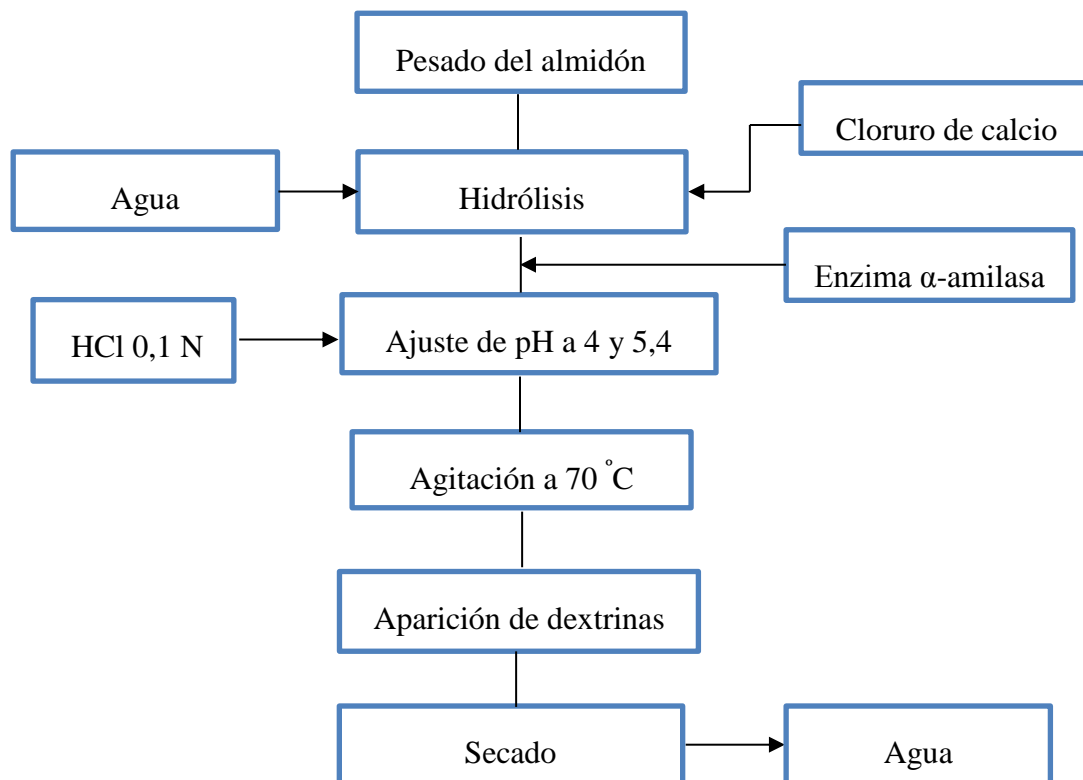 Pesado del almidón
Cloruro de calcio
Agua
Hidrólisis
Enzima α-amilasa
HCl 0,1 N
Ajuste de pH a 4 y 5,4
Agitación a 70 °C
Aparición de dextrinas
Secado
Agua